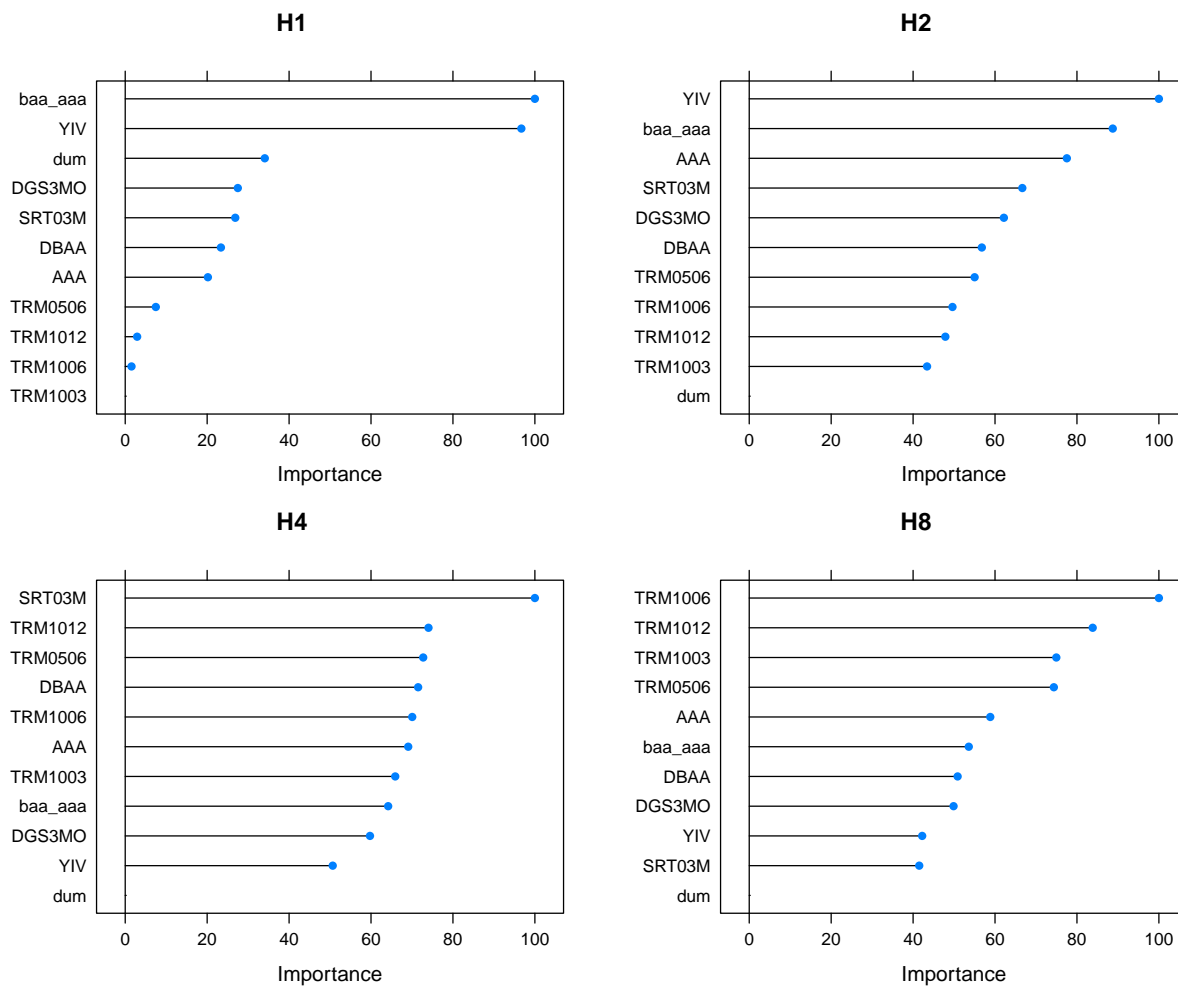 H1
baa_aaa
YIV
dum
DGS3MO
SRT03M
DBAA
AAA
TRM0506
TRM1012
TRM1006
TRM1003
0 20 40 60 80 100
Importance
H2
YIV
baa_aaa
AAA
SRT03M
DGS3MO
DBAA
TRM0506
TRM1006
TRM1012
TRM1003
dum
0 20 40 60 80 100
Importance
H4
SRT03M
TRM1012
TRM0506
DBAA
TRM1006
AAA
TRM1003
baa_aaa
DGS3MO
YIV
dum
0 20 40 60 80 100
Importance
H8
TRM1006
TRM1012
TRM1003
TRM0506
AAA
baa_aaa
DBAA
DGS3MO
YIV
SRT03M
dum
0 20 40 60 80 100
Importance